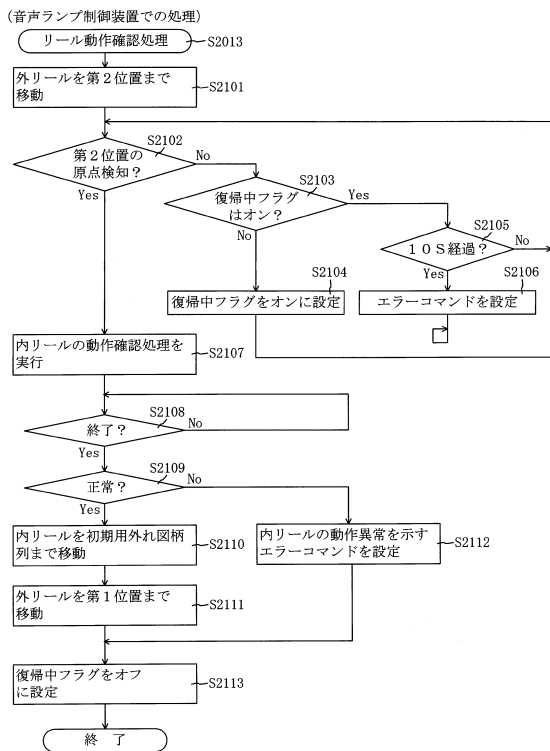 (音声ランプ制御装置での処理)
リール動作確認処理
S2013
外リールを第2位置まで
移動
S2101
S2102
第2位置の
原点検知?
No
Yes
S2103
復帰中フラグ
はオン?
Yes
No
S2105
10S経過?
No
Yes
S2104
復帰中フラグをオンに設定
S2106
エラーコマンドを設定
内リールの動作確認処理を
実行
S2107
S2108
終了?
No
Yes
S2109
正常?
No
Yes
内リールを初期用外れ図柄
列まで移動
S2110
内リールの動作異常を示す
エラーコマンドを設定
S2112
外リールを第1位置まで
移動
S2111
復帰中フラグをオフ
に設定
S2113
終 了